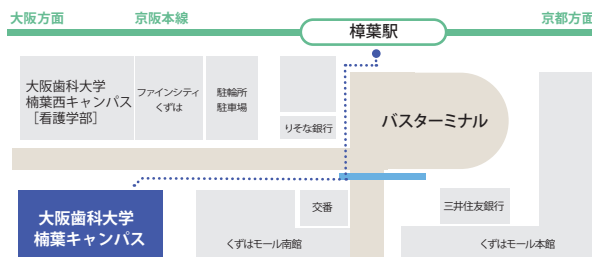 大阪方面
京阪本線
京都方面
樟葉駅
大阪歯科大学
楠葉西キャンパス
［看護学部］
ファインシティ
くずは
駐輪所
駐車場
りそな銀行
バスターミナル
大阪歯科大学
楠葉キャンパス
交番
くずはモール南館
三井住友銀行
くずはモール本館